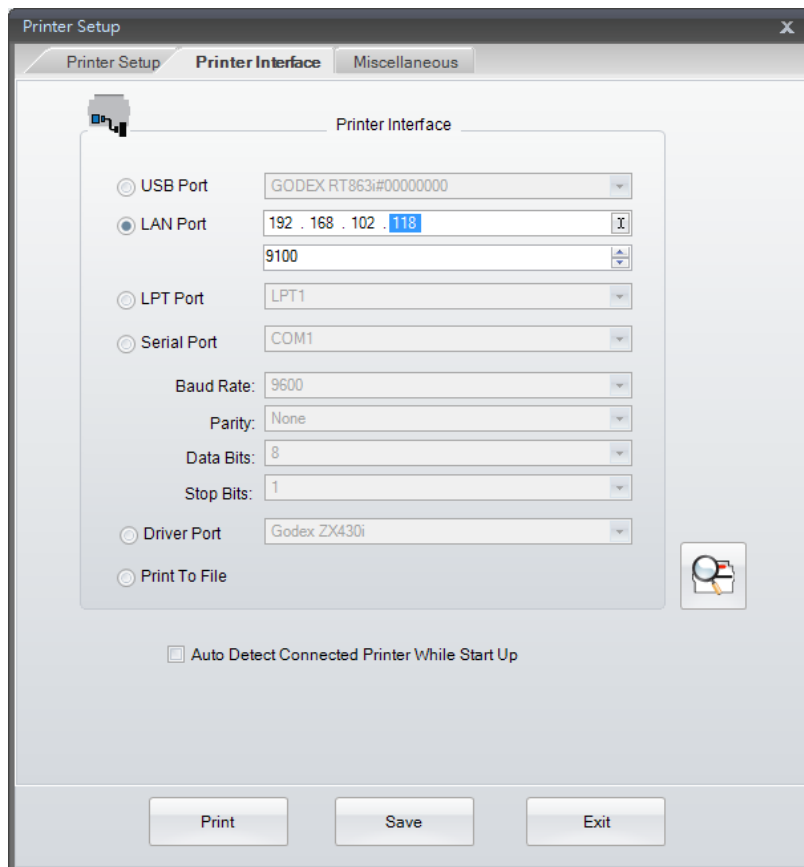 Printer Setup
Printer Setup Printer Interface Miscellaneous
Printer Interface
USB Port GODEX RT863i#00000000
LAN Port 192 . 168 . 102 . 118
9100
LPT Port LPT1
Serial Port COM1
Baud Rate: 9600
Parity: None
Data Bits: 8
Stop Bits: 1
Driver Port Godex ZX430i
Print To File
Auto Detect Connected Printer While Start Up
Print Save Exit